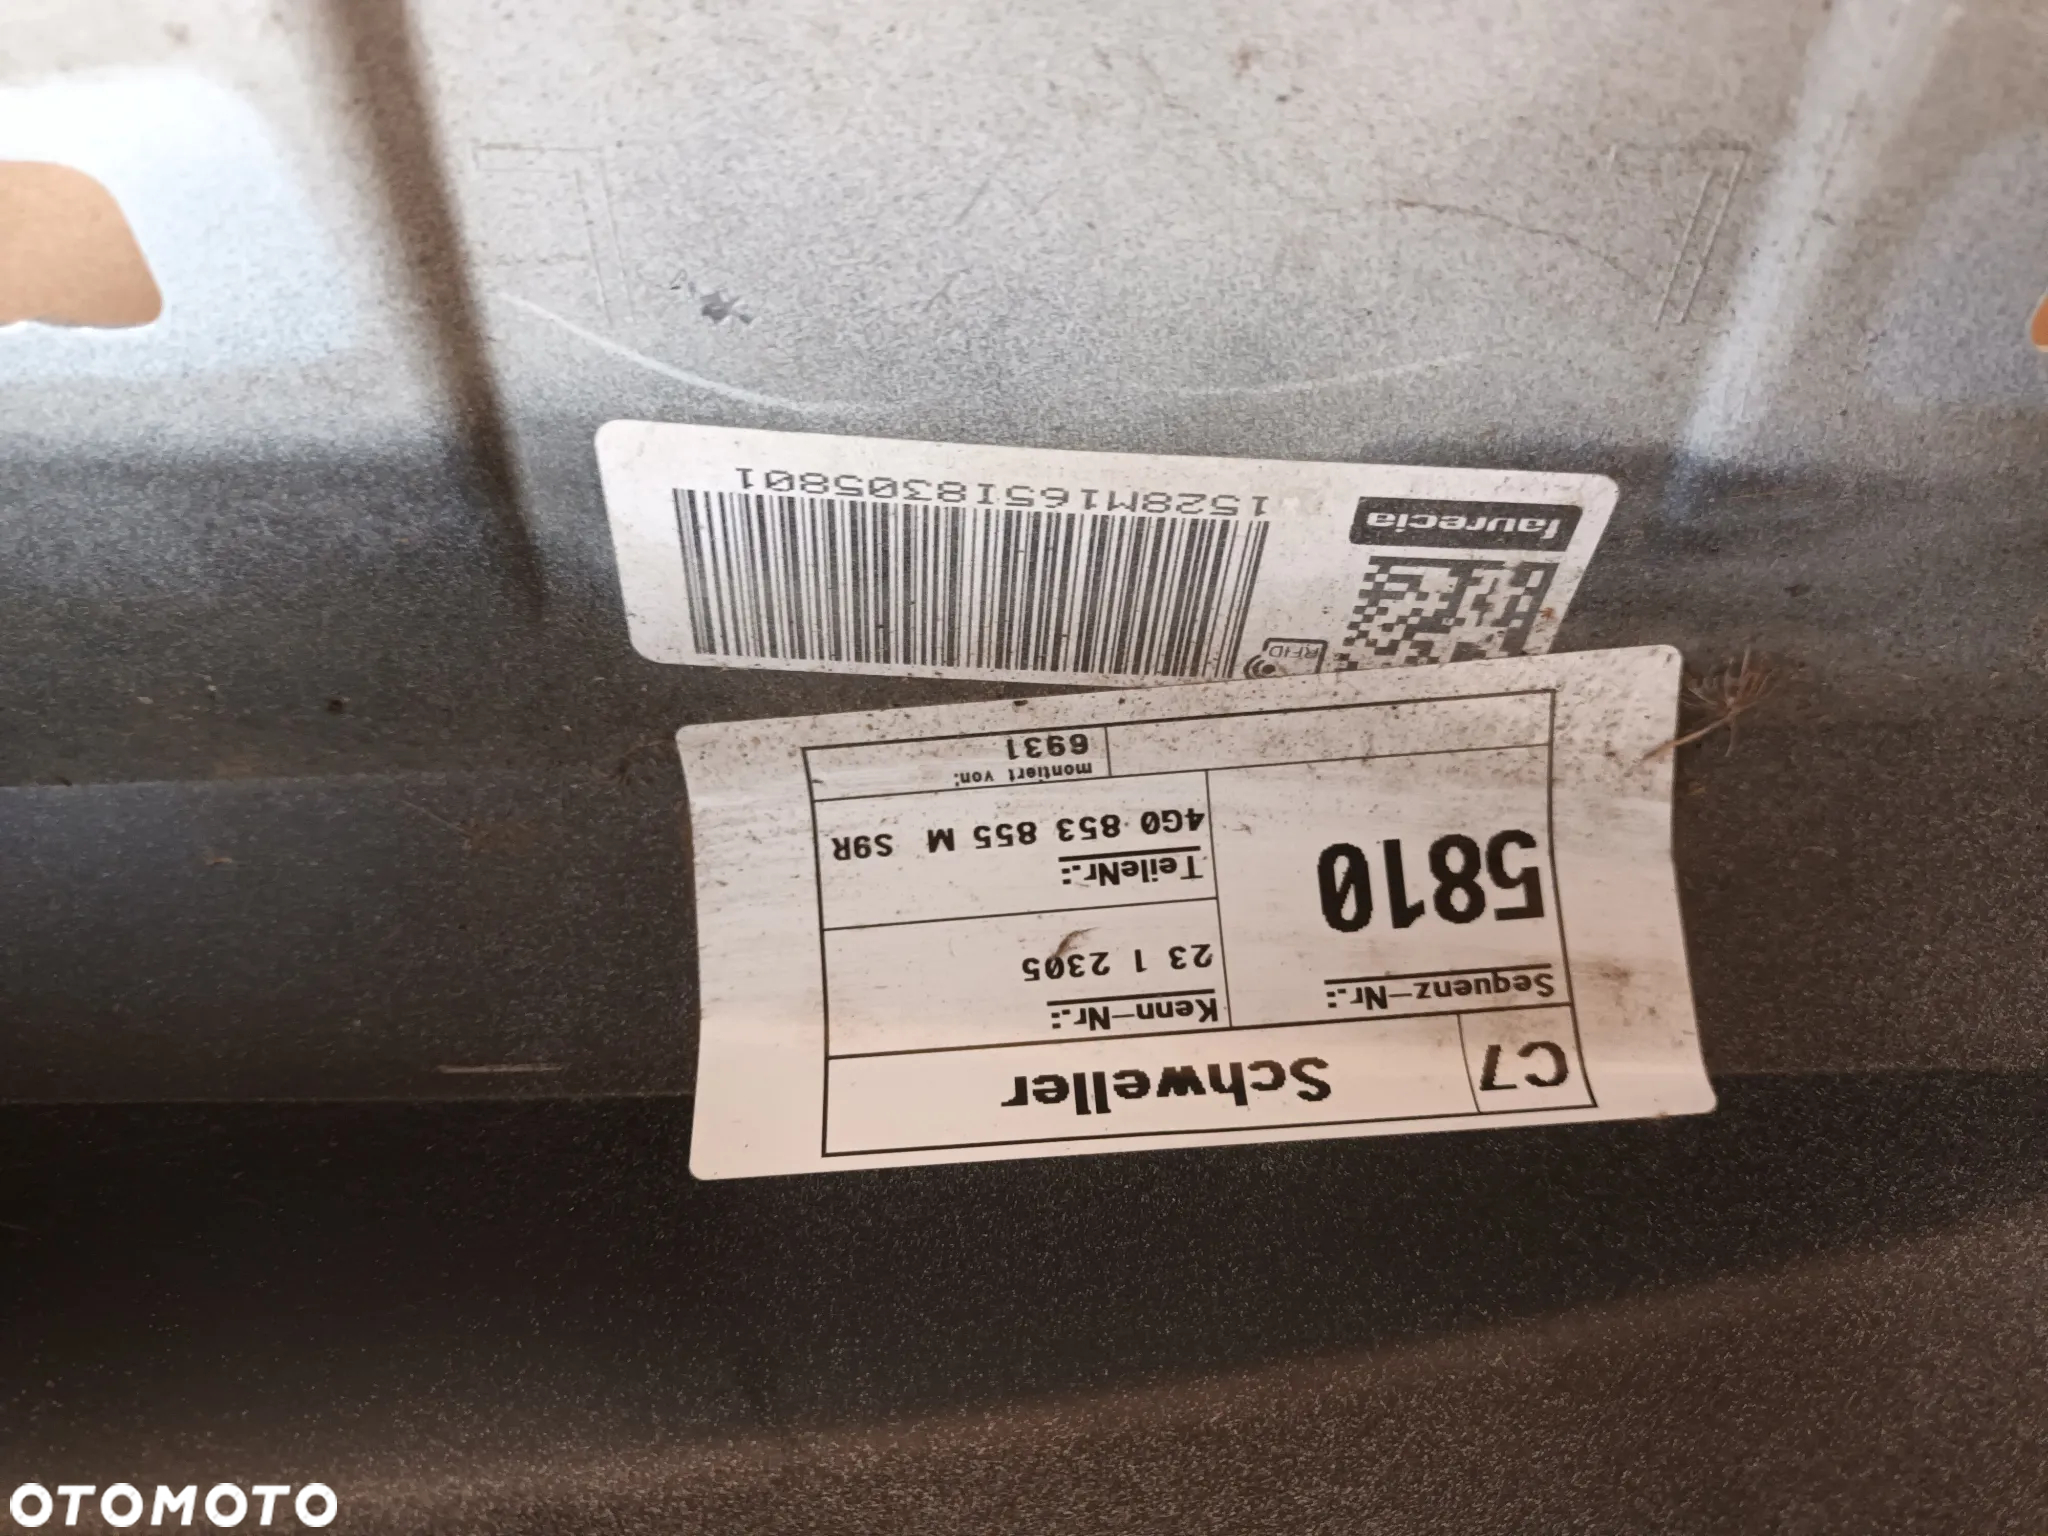 faurecia
1528M165I8305801
RFID
C7 Schweller
Sequenz-Nr.:
5810
Kenn-Nr.:
23 1 2305
TeileNr.:
4G0 853 855 M S9R
montiert von:
6931
OTOMOTO